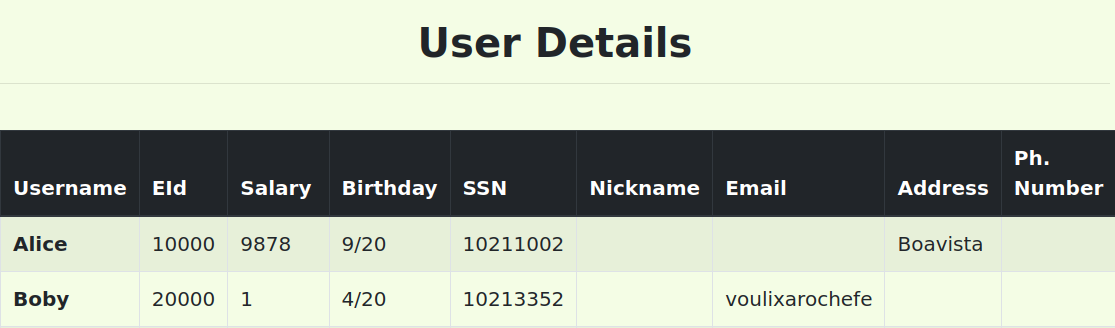 User Details
Username EId Salary Birthday SSN Nickname Email Address Ph. Number
Alice 10000 9878 9/20 10211002 Boavista
Boby 20000 1 4/20 10213352 voulixarochefe